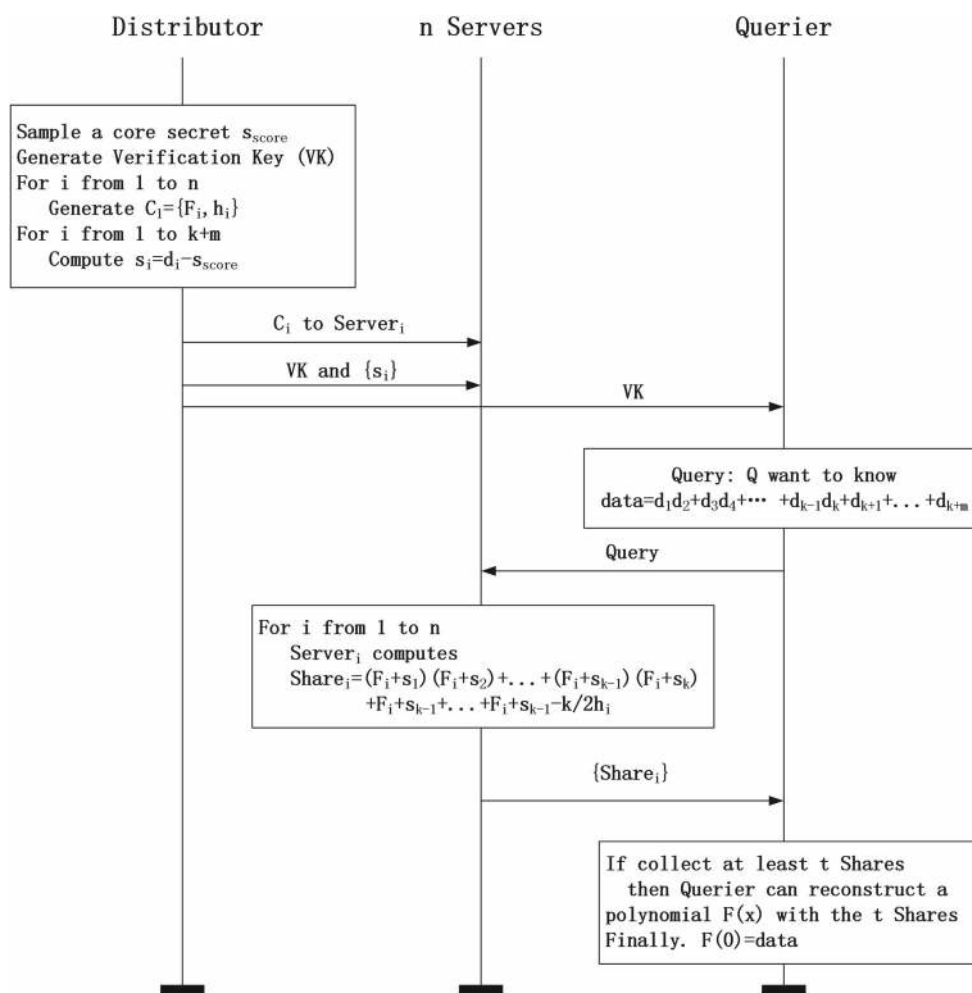 Distributor n Servers Querier
Sample a core secret s_score
Generate Verification Key (VK)
For i from 1 to n
Generate C_l={F_i,h_i}
For i from 1 to k+m
Compute s_i=d_i-s_score
C_i to Server_i
VK and {s_i}
VK
Query: Q want to know
data=d_1d_2+d_3d_4+⋯ +d_{k-1}d_k+d_{k+1}+...+d_{k+m}
Query
For i from 1 to n
Server_i computes
Share_i=(F_i+s_1)(F_i+s_2)+...+(F_i+s_{k-1})(F_i+s_k)
+F_i+s_{k-1}+...+F_i+s_{k-1}-k/2h_i
{Share_i}
If collect at least t Shares
then Querier can reconstruct a
polynomial F(x) with the t Shares
Finally. F(0)=data